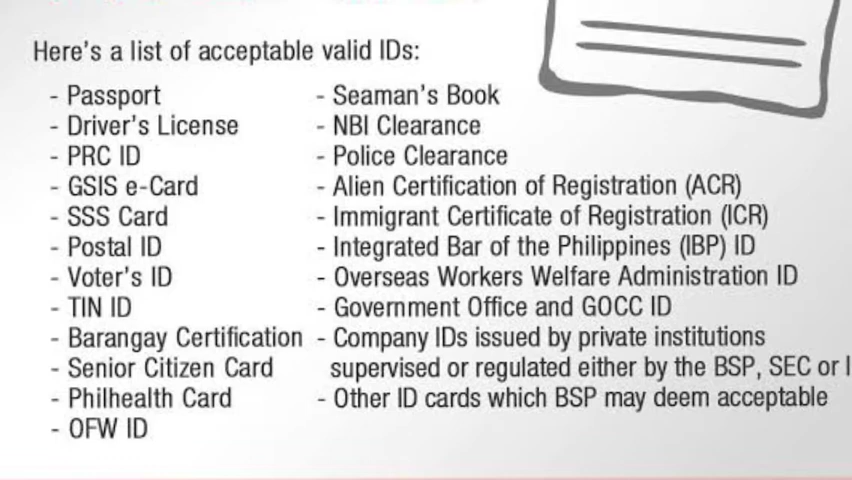 Here's a list of acceptable valid IDs:
- Passport
- Driver's License
- PRC ID
- GSIS e-Card
- SSS Card
- Postal ID
- Voter's ID
- TIN ID
- Barangay Certification
- Senior Citizen Card
- Philhealth Card
- OFW ID
- Seaman's Book
- NBI Clearance
- Police Clearance
- Alien Certification of Registration (ACR)
- Immigrant Certificate of Registration (ICR)
- Integrated Bar of the Philippines (IBP) ID
- Overseas Workers Welfare Administration ID
- Government Office and GOCC ID
- Company IDs issued by private institutions
supervised or regulated either by the BSP, SEC or
- Other ID cards which BSP may deem acceptable